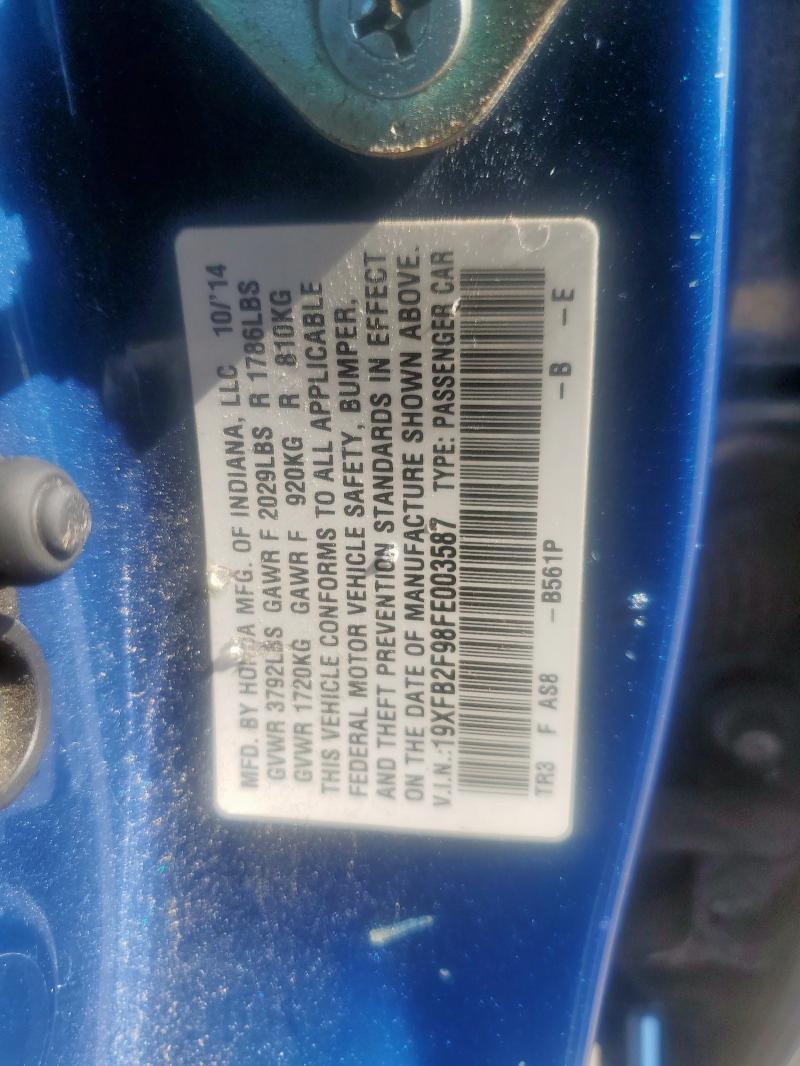 MFD. BY HONDA MFG. OF INDIANA, LLC 10/'14
GVWR 3792LBS GAWR F 2029LBS R 1786LBS
GVWR 1720KG GAWR F 920KG R 810KG
THIS VEHICLE CONFORMS TO ALL APPLICABLE
FEDERAL MOTOR VEHICLE SAFETY, BUMPER,
AND THEFT PREVENTION STANDARDS IN EFFECT
ON THE DATE OF MANUFACTURE SHOWN ABOVE.
V.I.N.:19XFB2F98FE003587 TYPE: PASSENGER CAR
TR3 F AS8 – B561P – B – E